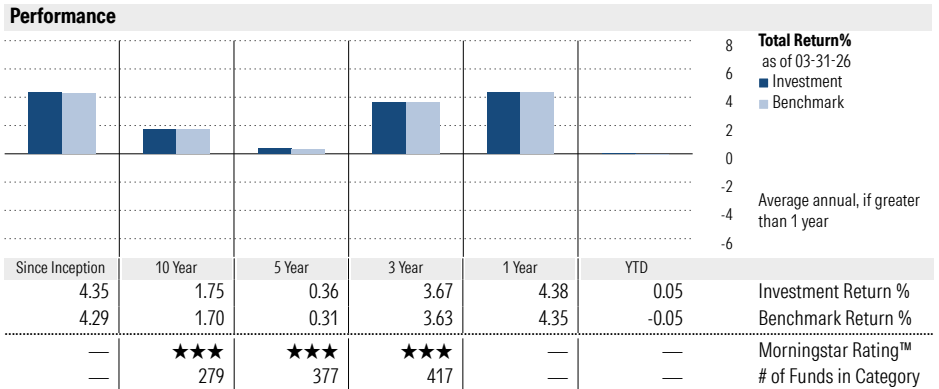 Performance
8
6
4
2
0
-2
-4
-6
Total Return%
as of 03-31-26
Investment
Benchmark
Average annual, if greater
than 1 year
Since Inception 10 Year 5 Year 3 Year 1 Year YTD
4.35 1.75 0.36 3.67 4.38 0.05 Investment Return %
4.29 1.70 0.31 3.63 4.35 -0.05 Benchmark Return %
— ★★★ ★★★ ★★★ — — Morningstar Rating™
— 279 377 417 — — # of Funds in Category